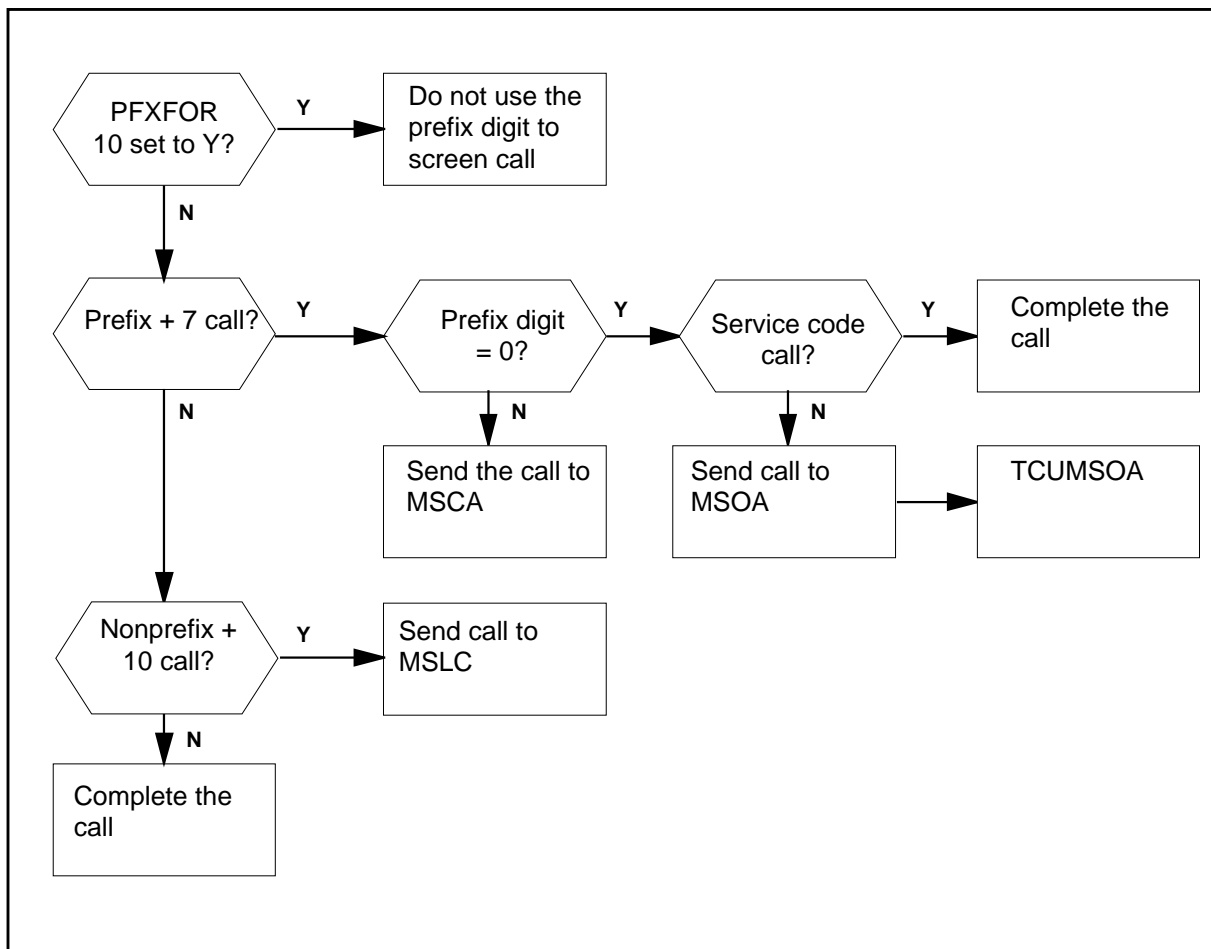 PFXFOR
10 set to Y?
Y
Do not use the
prefix digit to
screen call
N
Prefix + 7 call?
Y
Prefix digit
= 0?
Y
Service code
call?
Y
Complete the
call
N
N
N
Send the call to
MSCA
Send call to
MSOA
TCUMSOA
Nonprefix +
10 call?
Y
Send call to
MSLC
N
Complete the
call